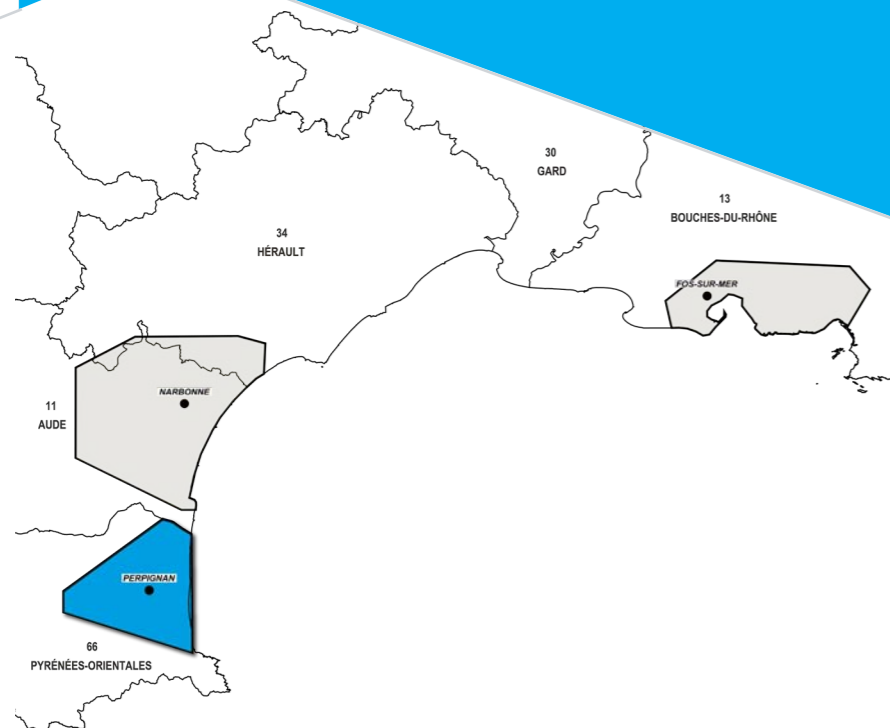 30
GARD
13
BOUCHES-DU-RHÔNE
34
HÉRAULT
FOS-SUR-MER
NARBONNE
11
AUDE
PERPIGNAN
66
PYRÉNÉES-ORIENTALES